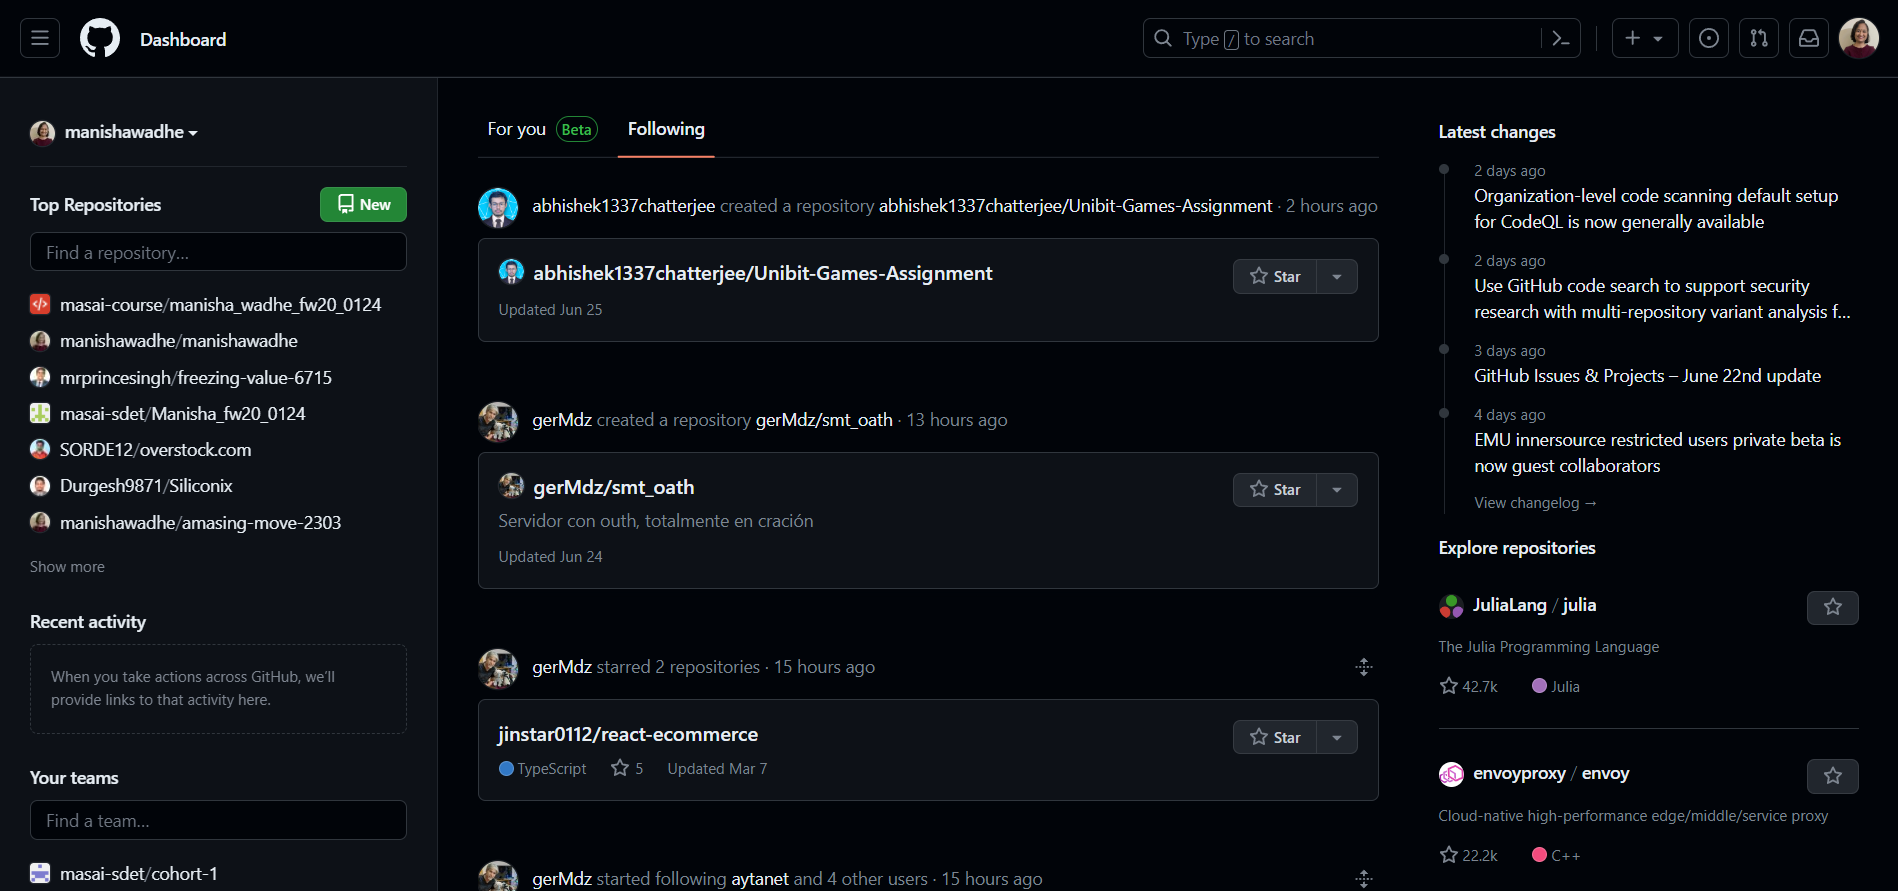 Dashboard
Type / to search
manishawadhe
Top Repositories
New
Find a repository...
masai-course/manisha_wadhe_fw20_0124
manishawadhe/manishawadhe
mrprincesingh/freezing-value-6715
masai-sdet/Manisha_fw20_0124
SORDE12/overstock.com
Durgesh9871/Siliconix
manishawadhe/amasing-move-2303
Show more
Recent activity
When you take actions across GitHub, we'll
provide links to that activity here.
Your teams
Find a team...
masai-sdet/cohort-1
For you Beta Following
abhishek1337chatterjee created a repository abhishek1337chatterjee/Unibit-Games-Assignment · 2 hours ago
abhishek1337chatterjee/Unibit-Games-Assignment
Star
Updated Jun 25
gerMdz created a repository gerMdz/smt_oath · 13 hours ago
gerMdz/smt_oath
Star
Servidor con outh, totalmente en cración
Updated Jun 24
gerMdz starred 2 repositories · 15 hours ago
jinstar0112/react-ecommerce
Star
TypeScript 5 Updated Mar 7
gerMdz started following aytanet and 4 other users · 15 hours ago
Latest changes
2 days ago
Organization-level code scanning default setup
for CodeQL is now generally available
2 days ago
Use GitHub code search to support security
research with multi-repository variant analysis f...
3 days ago
GitHub Issues & Projects – June 22nd update
4 days ago
EMU innersource restricted users private beta is
now guest collaborators
View changelog →
Explore repositories
JuliaLang / julia
The Julia Programming Language
42.7k Julia
envoyproxy / envoy
Cloud-native high-performance edge/middle/service proxy
22.2k C++